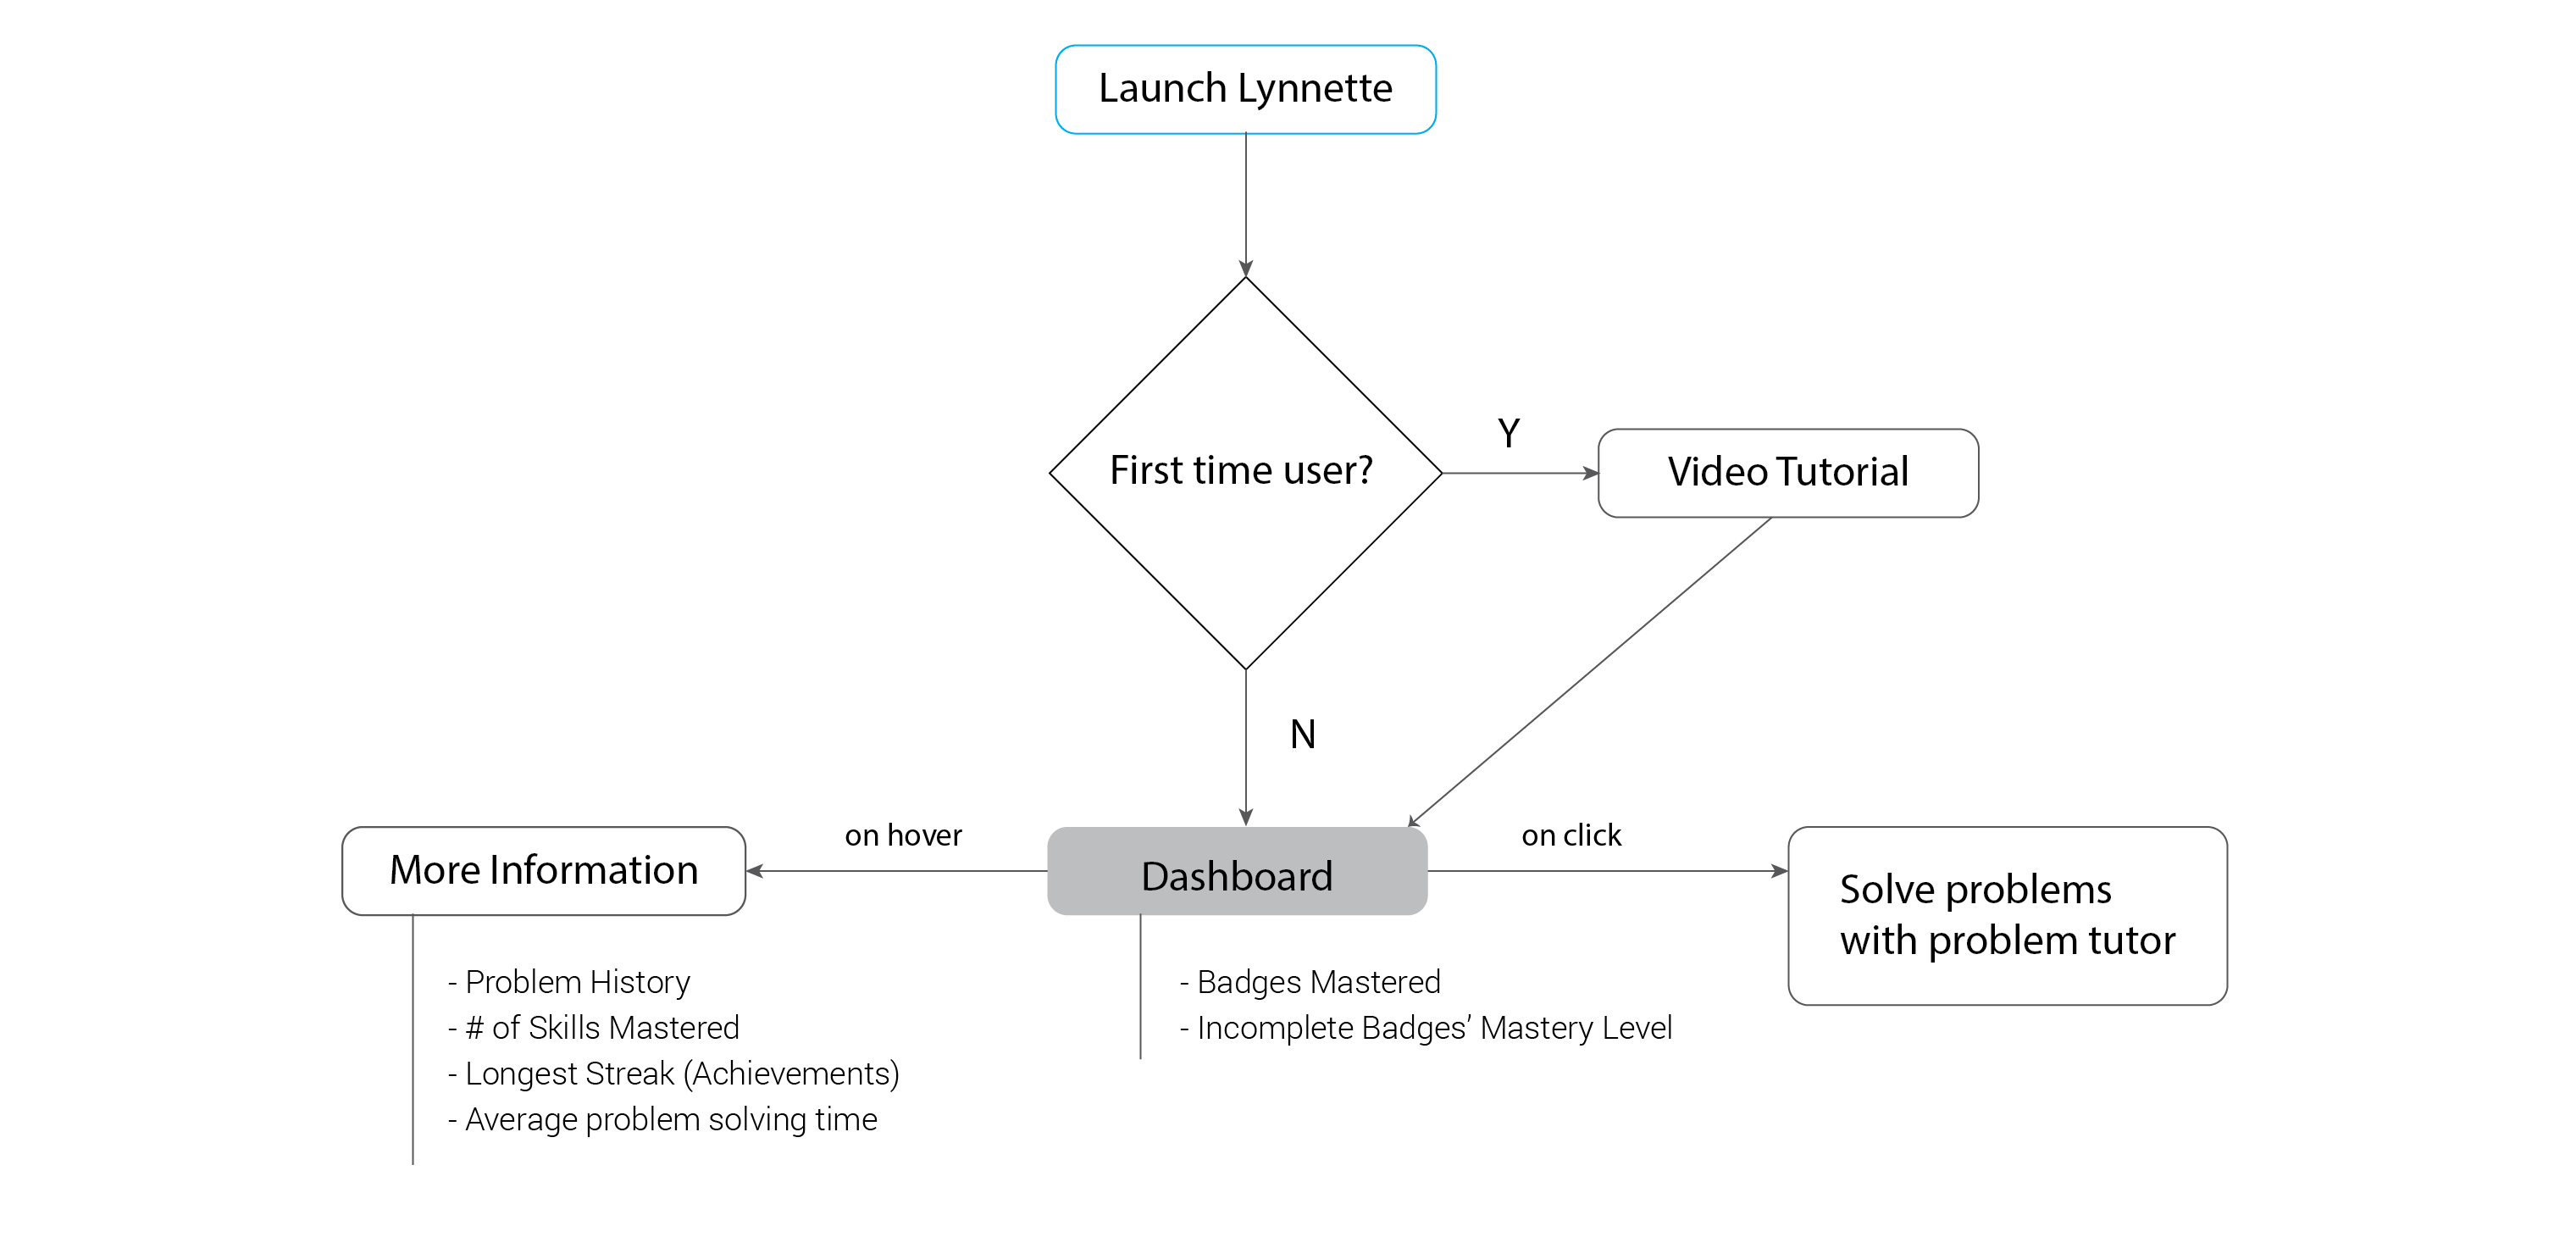 Launch Lynnette
First time user?
Y
Video Tutorial
N
on hover
on click
More Information
Dashboard
Solve problems
with problem tutor
- Problem History
- # of Skills Mastered
- Longest Streak (Achievements)
- Average problem solving time
- Badges Mastered
- Incomplete Badges’ Mastery Level